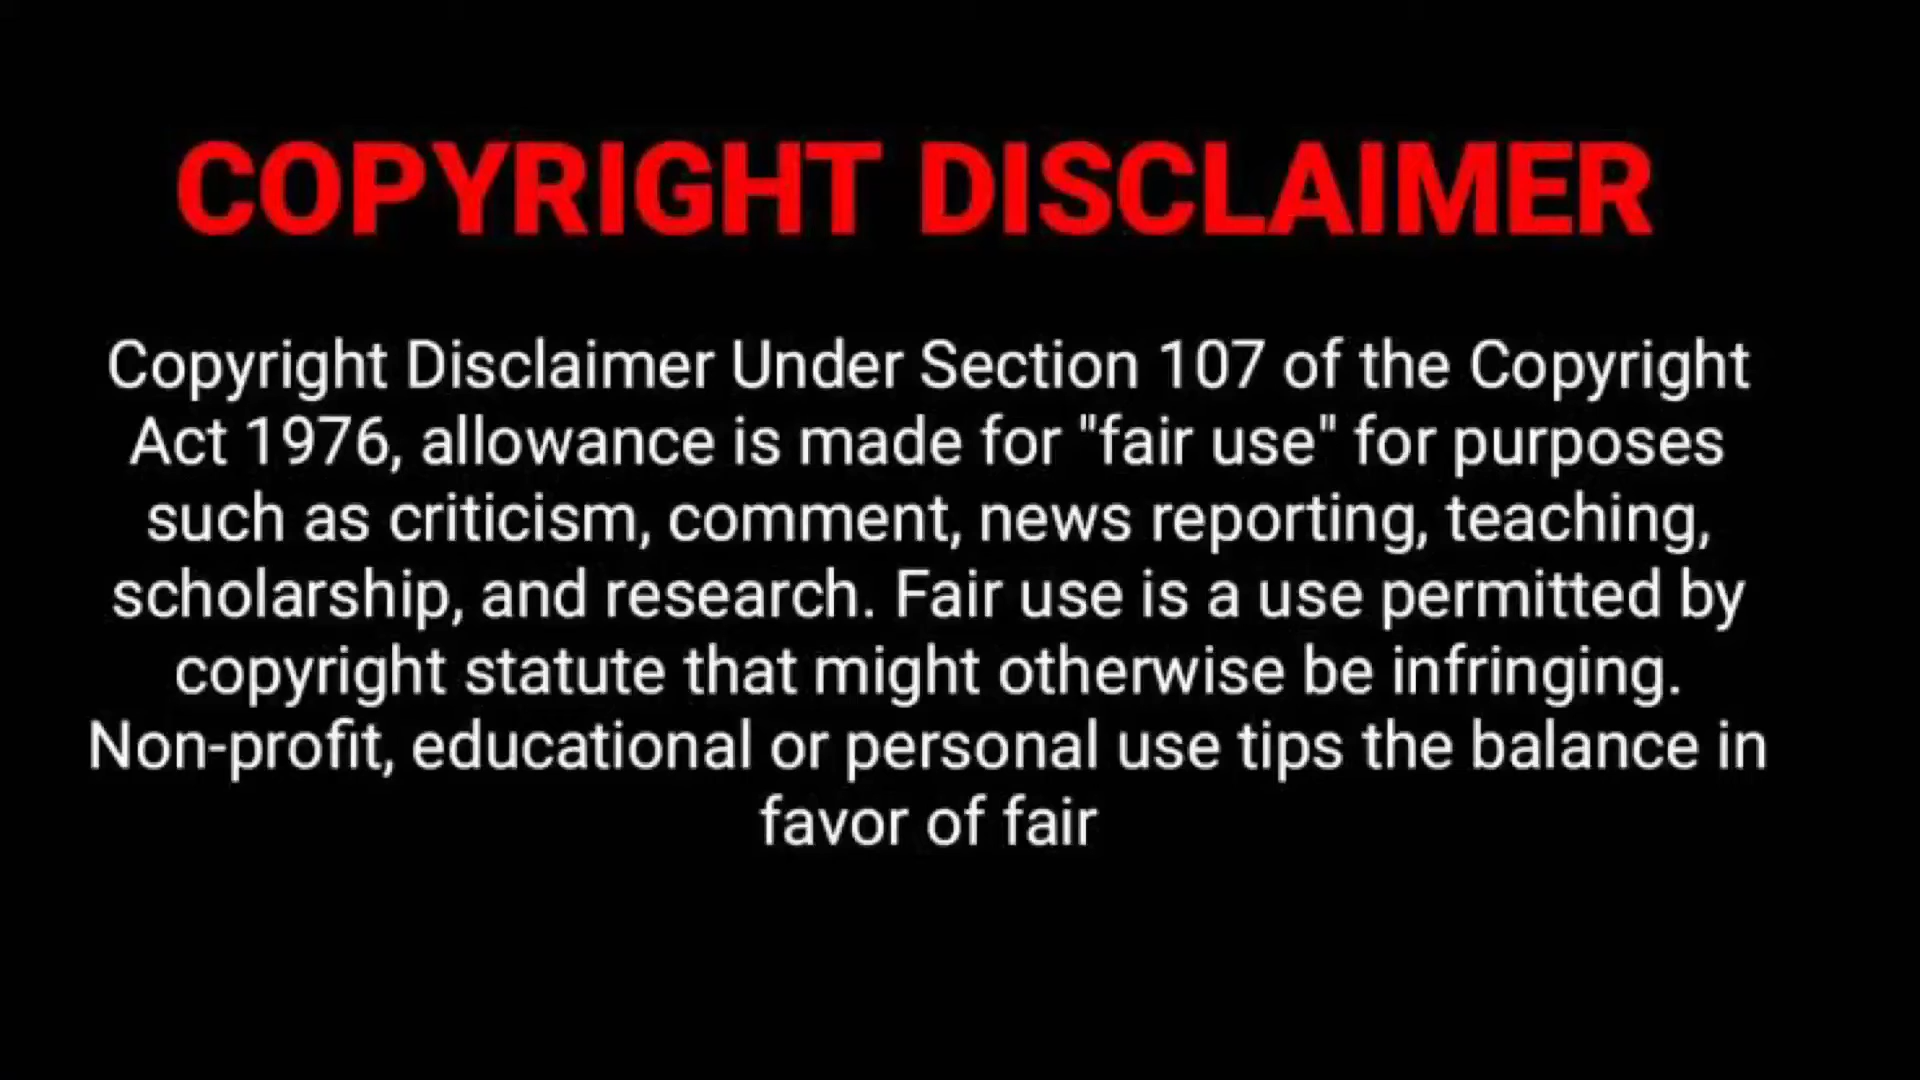 COPYRIGHT DISCLAIMER
Copyright Disclaimer Under Section 107 of the Copyright
Act 1976, allowance is made for "fair use" for purposes
such as criticism, comment, news reporting, teaching,
scholarship, and research. Fair use is a use permitted by
copyright statute that might otherwise be infringing.
Non-profit, educational or personal use tips the balance in
favor of fair